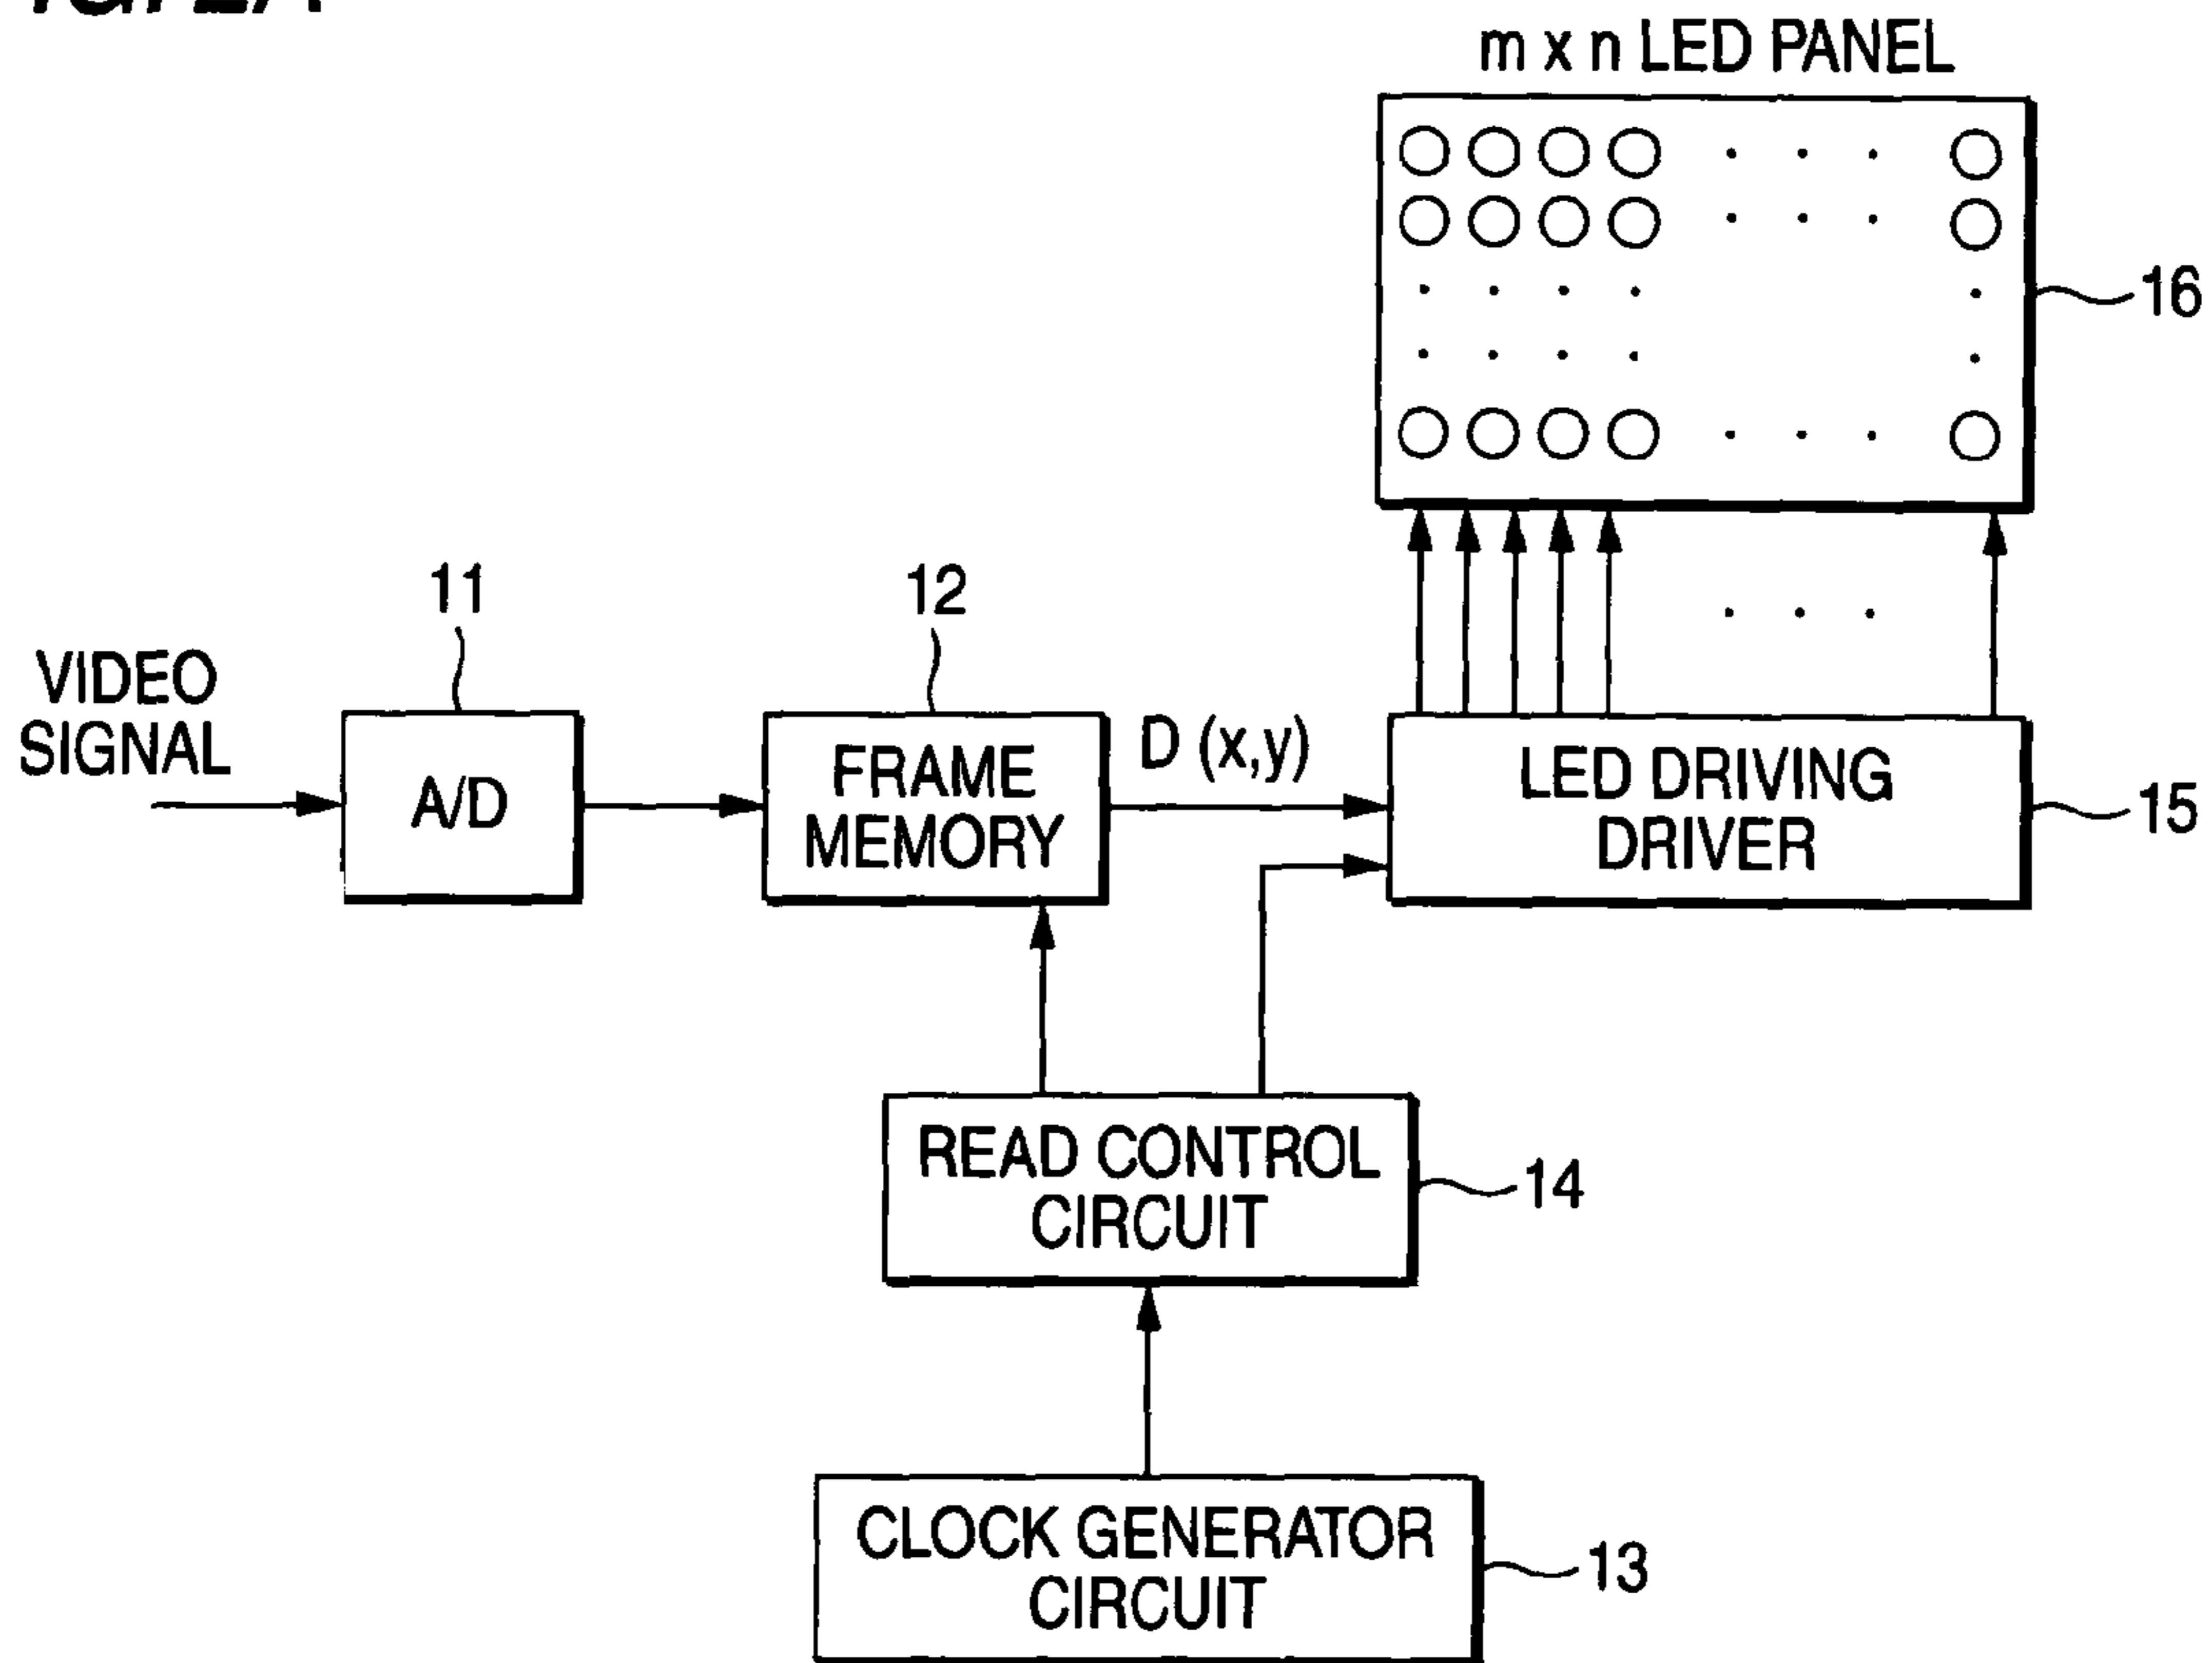 m x n LED PANEL
16
11
12
VIDEO
SIGNAL
A/D
FRAME
MEMORY
D (x,y)
LED DRIVING
DRIVER
15
READ CONTROL
CIRCUIT
14
CLOCK GENERATOR
CIRCUIT
13